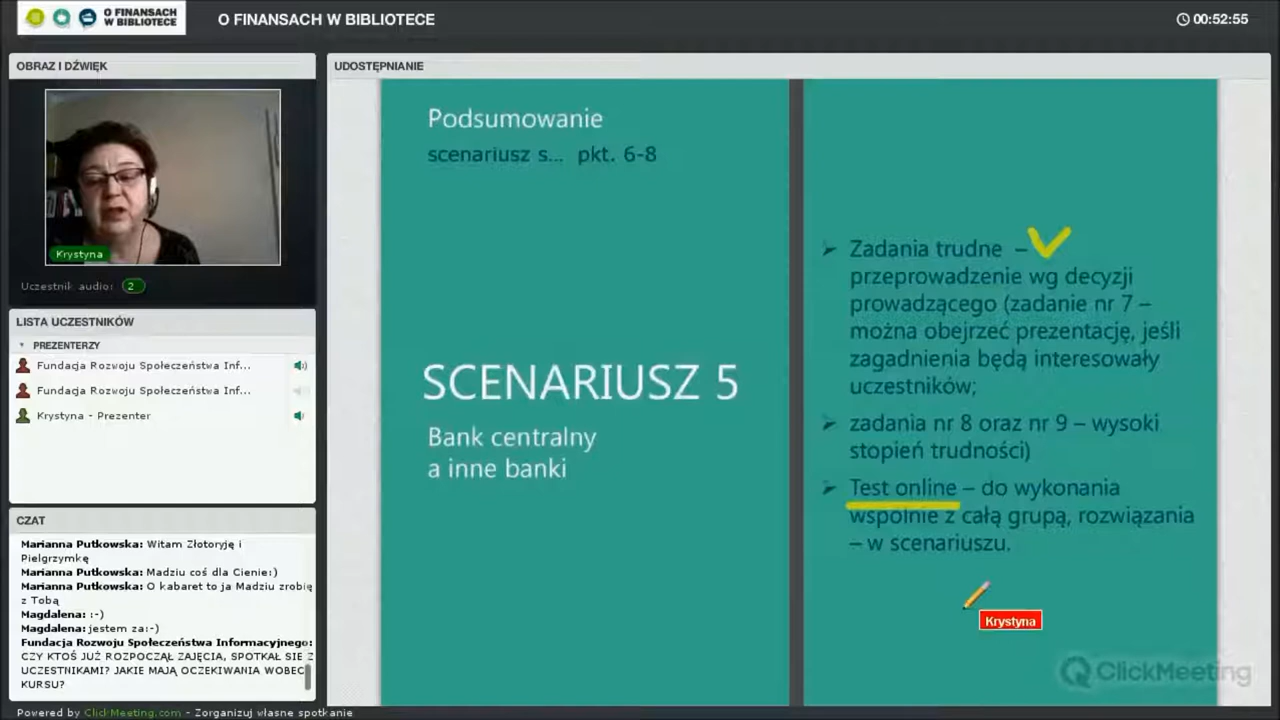 O FINANSACH
W BIBLIOTECE
O FINANSACH W BIBLIOTECE
00:52:55
OBRAZ I DŹWIĘK
Krystyna
Uczestnik audio: 2
LISTA UCZESTNIKÓW
PREZENTERZY
Fundacja Rozwoju Społeczeństwa Inf...
Fundacja Rozwoju Społeczeństwa Inf...
Krystyna - Prezenter
CZAT
Marianna Putkowska: Witam Złotoryję i
Pielgrzymkę
Marianna Putkowska: Madziu coś dla Cienie:)
Marianna Putkowska: O kabaret to ja Madziu zrobię
z Tobą
Magdalena: :-)
Magdalena: jestem za:-)
Fundacja Rozwoju Społeczeństwa Informacyjnego:
CZY KTOŚ JUŻ ROZPOCZĄŁ ZAJĘCIA, SPOTKAŁ SIĘ Z
UCZESTNIKAMI? JAKIE MAJĄ OCZEKIWANIA WOBEC
KURSU?
UDOSTĘPNIANIE
Podsumowanie
scenariusz s... pkt. 6-8
SCENARIUSZ 5
Bank centralny
a inne banki
➢ Zadania trudne –
przeprowadzenie wg decyzji
prowadzącego (zadanie nr 7 –
można obejrzeć prezentację, jeśli
zagadnienia będą interesowały
uczestników;
➢ zadania nr 8 oraz nr 9 – wysoki
stopień trudności)
➢ Test online – do wykonania
wspólnie z całą grupą, rozwiązania
– w scenariuszu.
Krystyna
ClickMeeting
Powered by ClickMeeting.com - Zorganizuj własne spotkanie